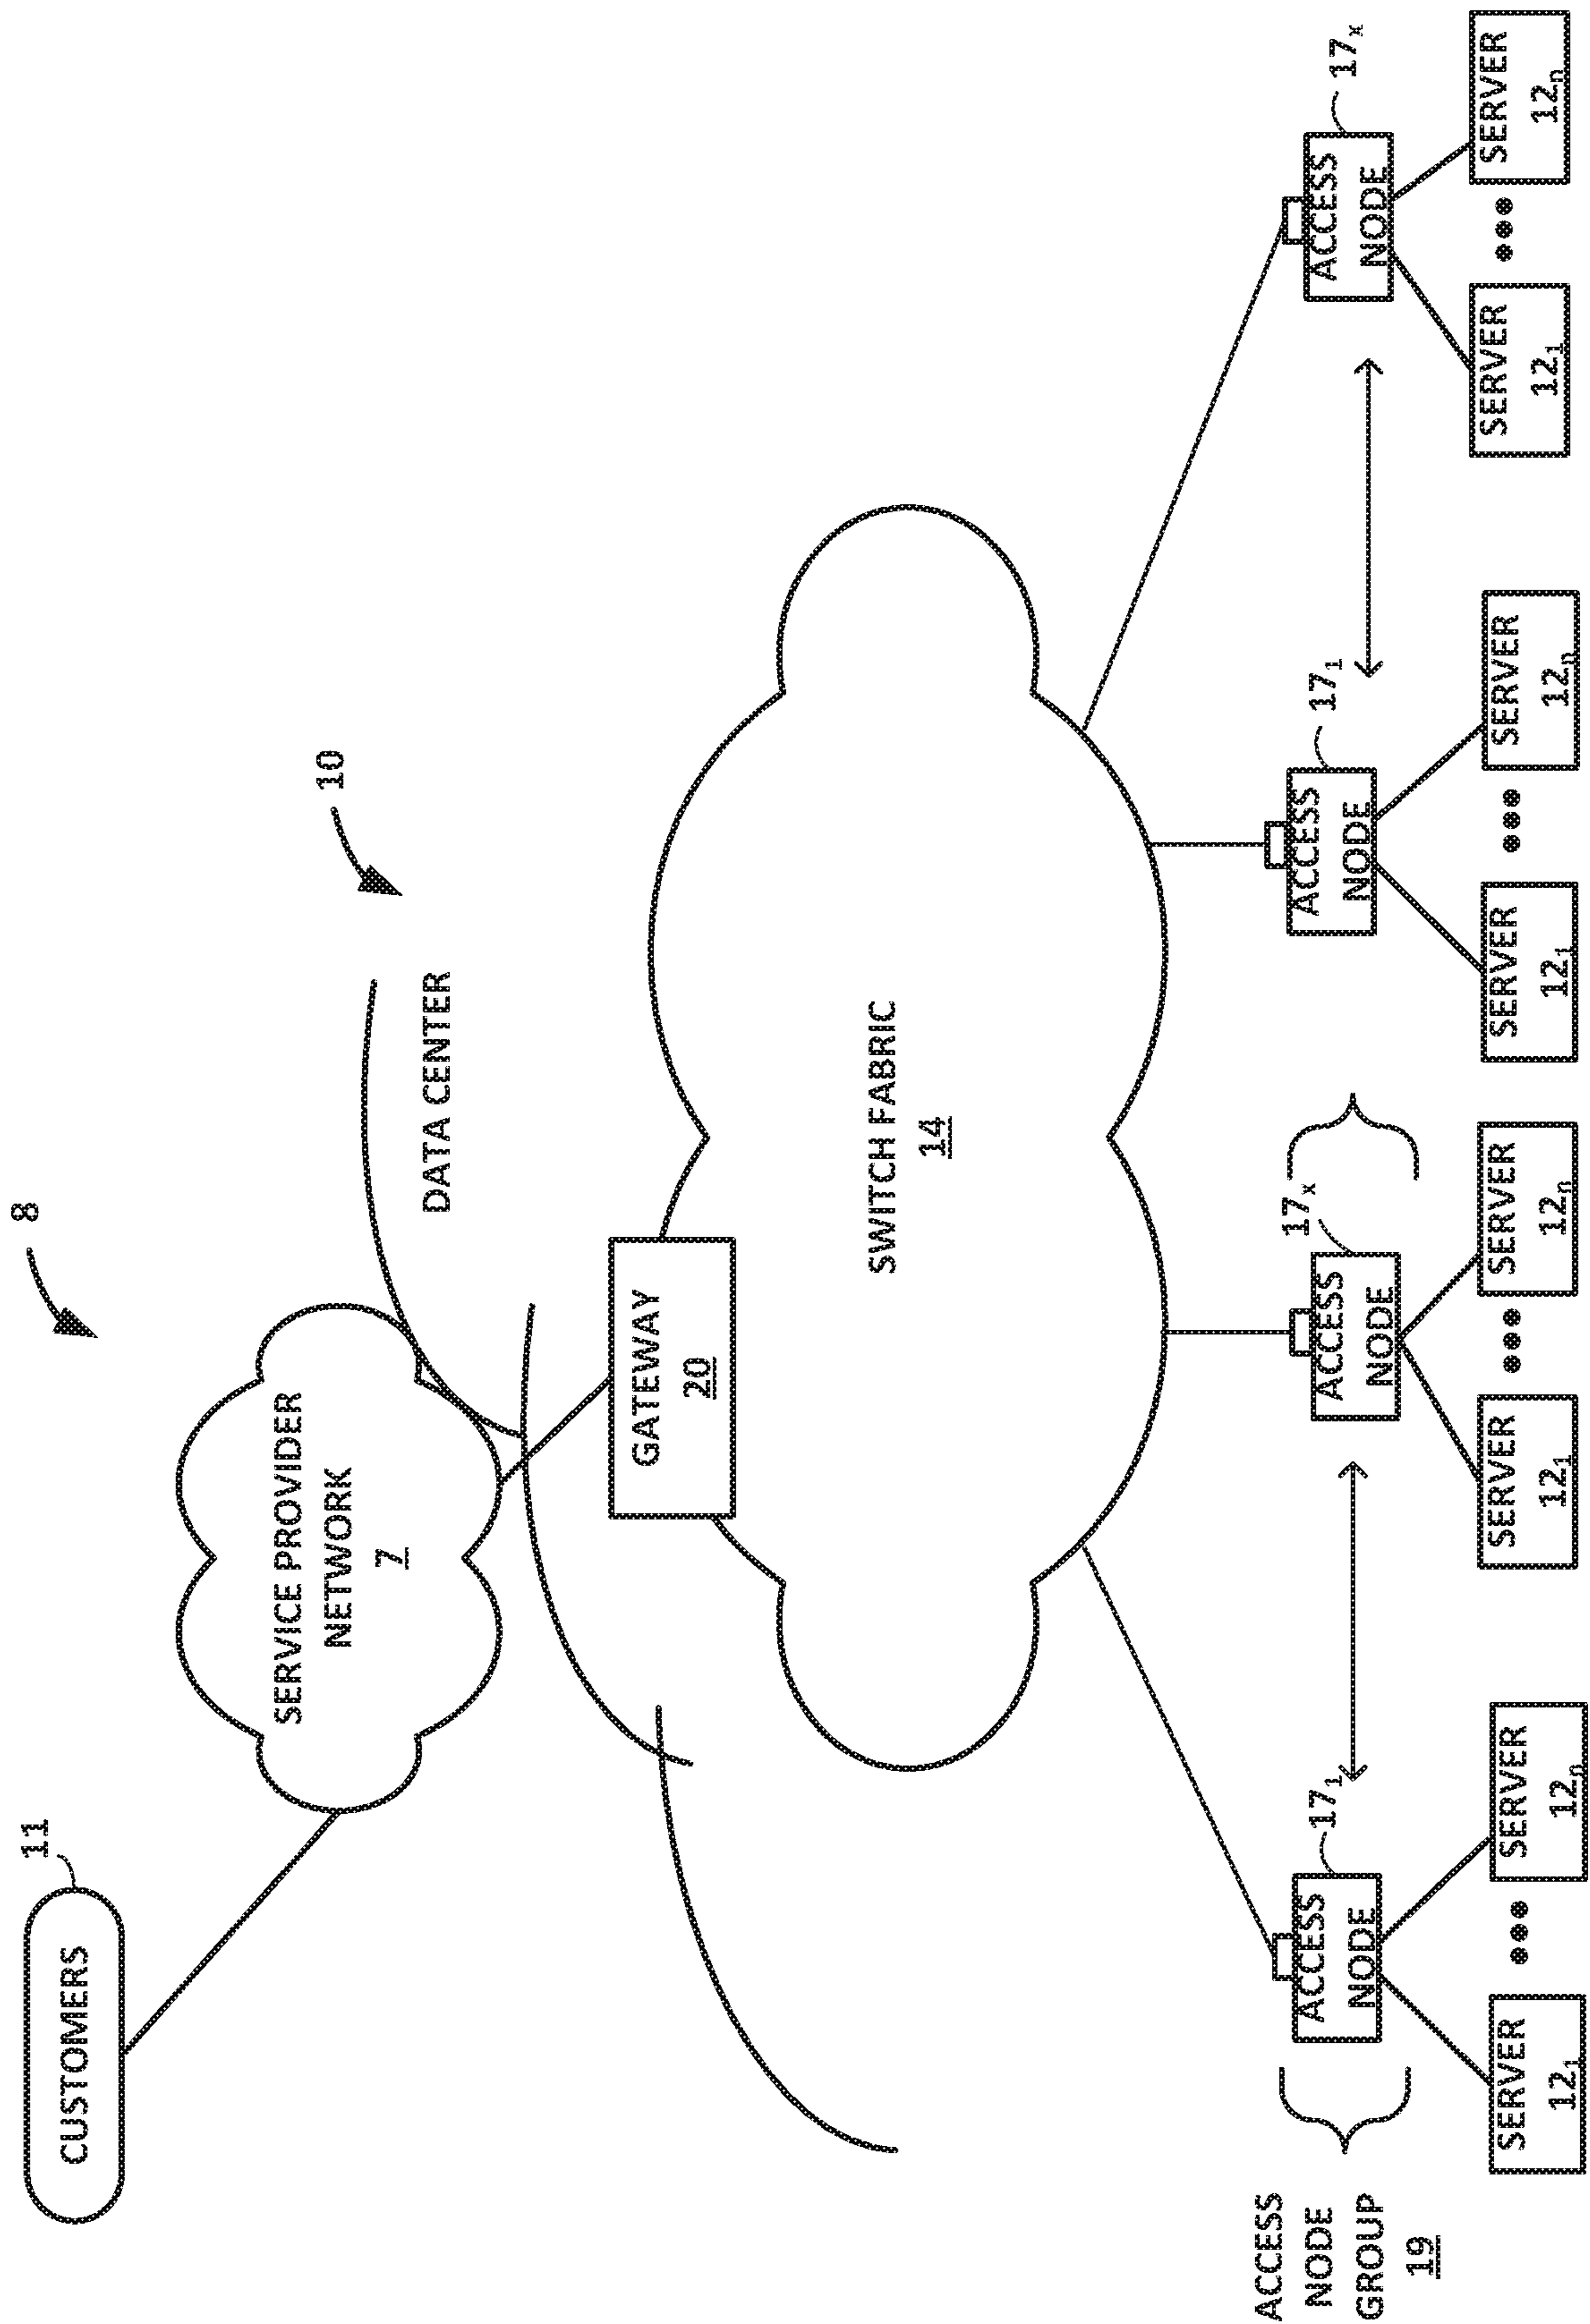 8
CUSTOMERS
11
SERVICE PROVIDER
NETWORK
7
10
DATA CENTER
GATEWAY
20
SWITCH FABRIC
14
ACCESS
NODE
GROUP
19
ACCESS
NODE
17₁
ACCESS
NODE
17ₓ
ACCESS
NODE
17₁
ACCESS
NODE
17ₓ
SERVER
12₁
SERVER
12ₙ
SERVER
12₁
SERVER
12ₙ
SERVER
12₁
SERVER
12ₙ
SERVER
12₁
SERVER
12ₙ